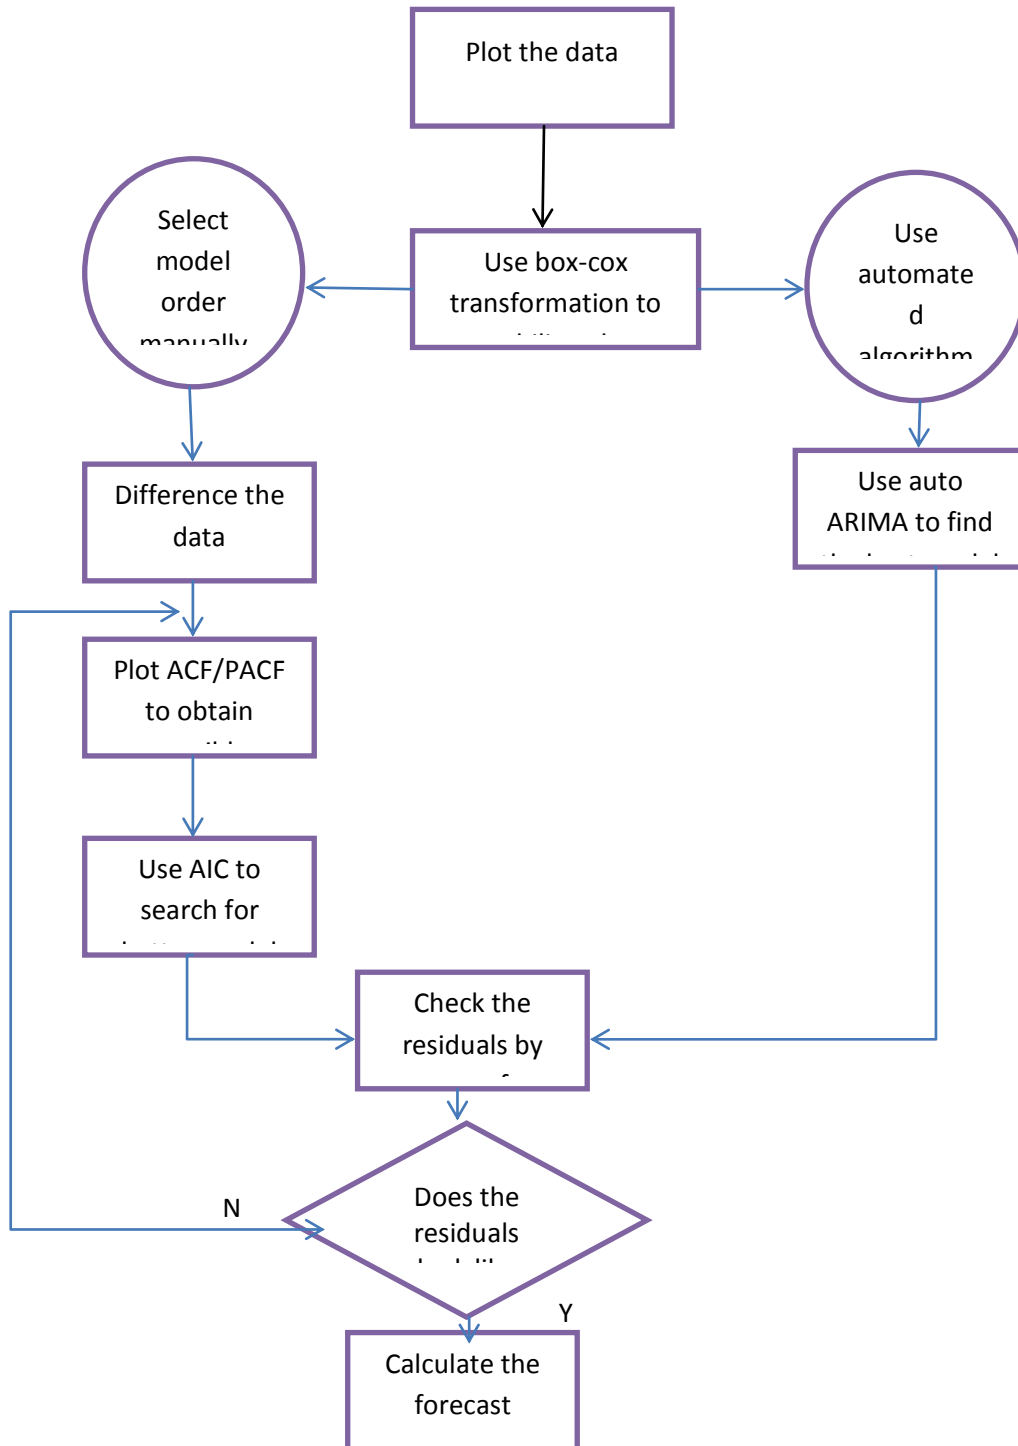 Plot the data
Select
model
order
manually
Use box-cox
transformation to
Use
automate
d
algorithm
Difference the
data
Use auto
ARIMA to find
Plot ACF/PACF
to obtain
Use AIC to
search for
Check the
residuals by
Does the
residuals
N
Y
Calculate the
forecast